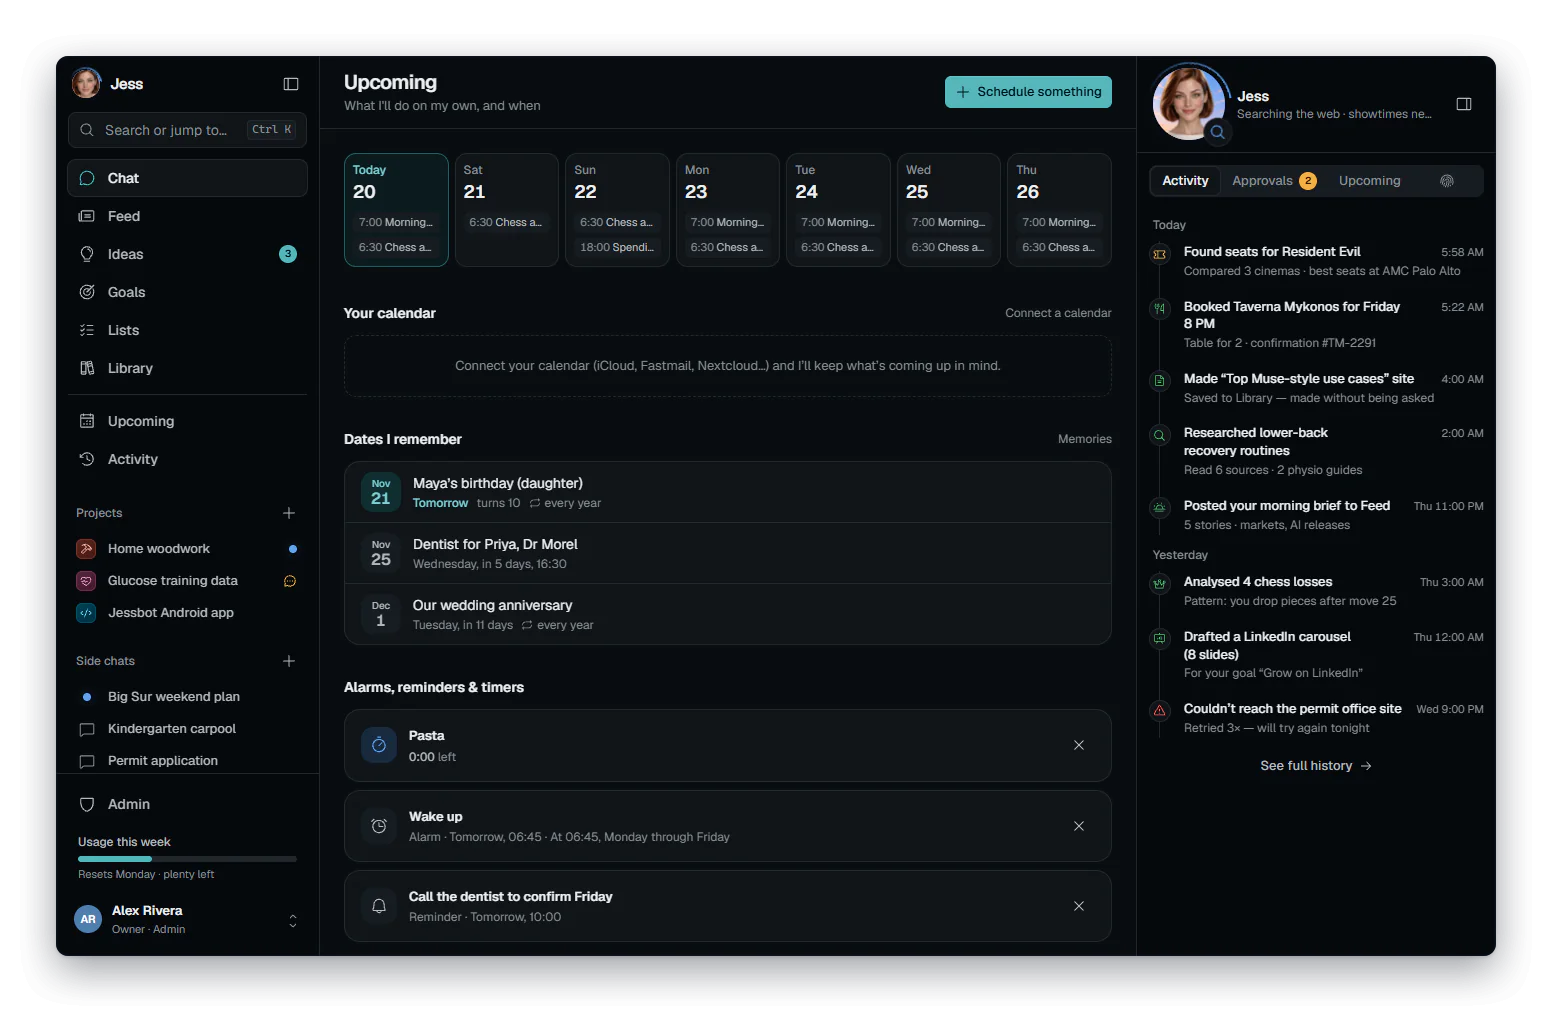 Jess
Search or jump to...
Ctrl K
Chat
Feed
Ideas
3
Goals
Lists
Library
Upcoming
Activity
Projects
Home woodwork
Glucose training data
Jessbot Android app
Side chats
Big Sur weekend plan
Kindergarten carpool
Permit application
Admin
Usage this week
Resets Monday · plenty left
AR
Alex Rivera
Owner · Admin
Upcoming
What I'll do on my own, and when
Schedule something
Today
20
7:00 Morning...
6:30 Chess a...
Sat
21
6:30 Chess a...
Sun
22
6:30 Chess a...
18:00 Spendi...
Mon
23
7:00 Morning...
6:30 Chess a...
Tue
24
7:00 Morning...
6:30 Chess a...
Wed
25
7:00 Morning...
6:30 Chess a...
Thu
26
7:00 Morning...
6:30 Chess a...
Your calendar
Connect a calendar
Connect your calendar (iCloud, Fastmail, Nextcloud...) and I'll keep what's coming up in mind.
Dates I remember
Memories
Nov
21
Maya's birthday (daughter)
Tomorrow turns 10 every year
Nov
25
Dentist for Priya, Dr Morel
Wednesday, in 5 days, 16:30
Dec
1
Our wedding anniversary
Tuesday, in 11 days every year
Alarms, reminders & timers
Pasta
0:00 left
Wake up
Alarm · Tomorrow, 06:45 · At 06:45, Monday through Friday
Call the dentist to confirm Friday
Reminder · Tomorrow, 10:00
Jess
Searching the web · showtimes ne...
Activity
Approvals 2
Upcoming
Today
Found seats for Resident Evil
5:58 AM
Compared 3 cinemas · best seats at AMC Palo Alto
Booked Taverna Mykonos for Friday
8 PM
5:22 AM
Table for 2 · confirmation #TM-2291
Made “Top Muse-style use cases” site
4:00 AM
Saved to Library — made without being asked
Researched lower-back
recovery routines
2:00 AM
Read 6 sources · 2 physio guides
Posted your morning brief to Feed
Thu 11:00 PM
5 stories · markets, AI releases
Yesterday
Analysed 4 chess losses
Thu 3:00 AM
Pattern: you drop pieces after move 25
Drafted a LinkedIn carousel
(8 slides)
Thu 12:00 AM
For your goal “Grow on LinkedIn”
Couldn't reach the permit office site
Wed 9:00 PM
Retried 3× — will try again tonight
See full history →